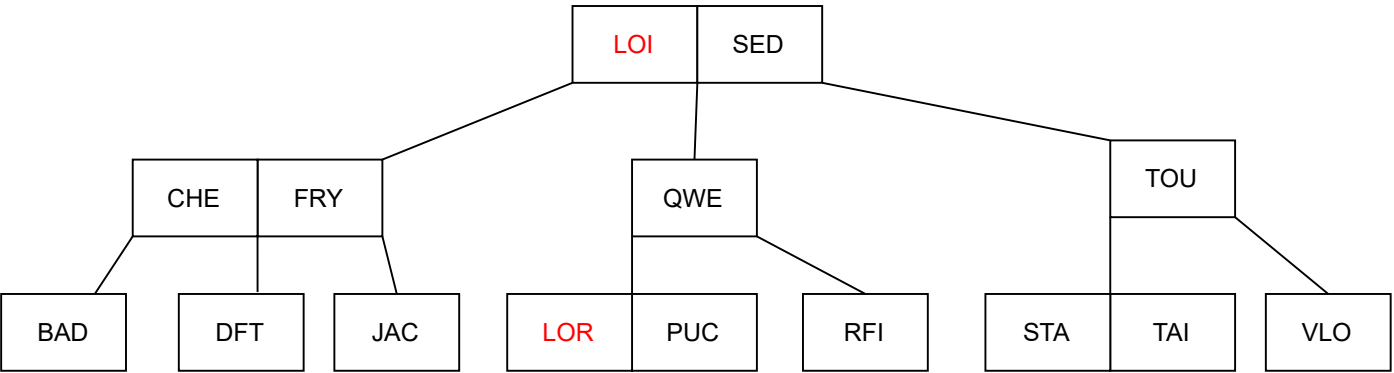 LOI SED
CHE FRY QWE TOU
BAD DFT JAC LOR PUC RFI STA TAI VLO